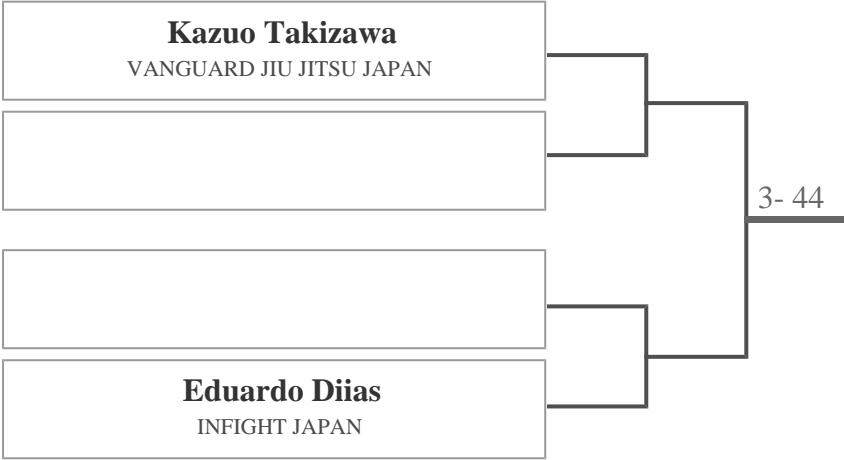 Kazuo Takizawa
VANGUARD JIU JITSU JAPAN
3- 44
Eduardo Diias
INFIGHT JAPAN